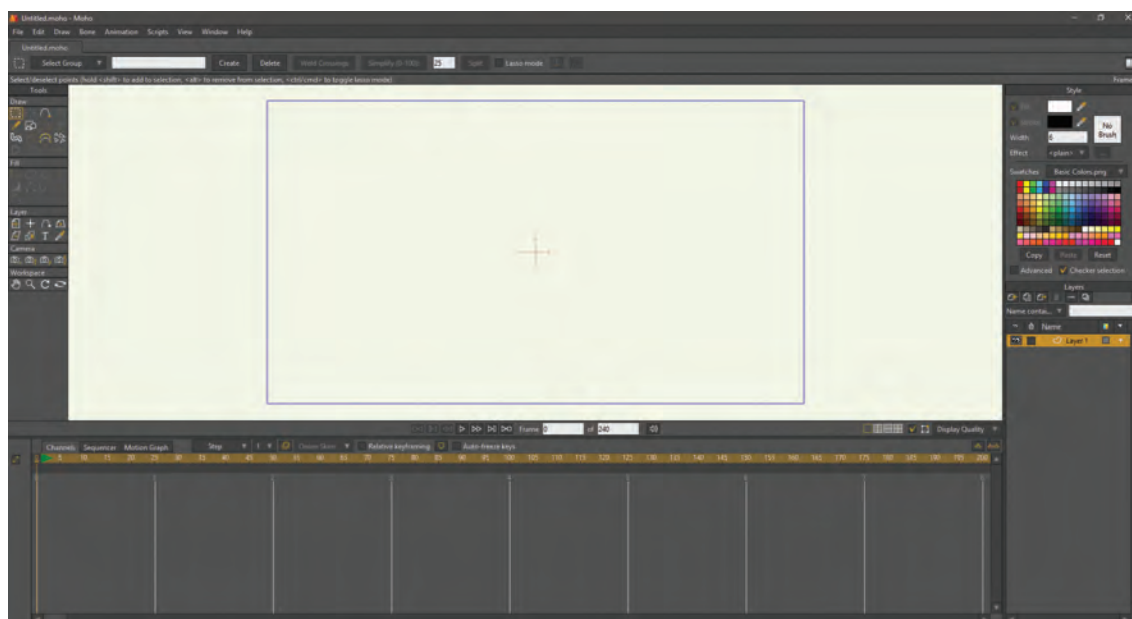 Untitled.moho - Moho
File Edit Draw Bone Animation Scripts View Window Help
Untitled.moho
Select Group Create Delete Weld Crossings Simplify (0-100) 25 Split Lasso mode
Select/deselect points (hold <shift> to add to selection, <alt> to remove from selection, <ctrl/cmd> to toggle lasso mode) Frame
Tools
Draw
Fill
Layer
T
Camera
Workspace
Style
Fill
Stroke
No Brush
Width 6
Effect <plain>
Swatches Basic Colors.png
Copy Paste Reset
Advanced Checker selection
Layers
Name contai...
Name
Layer 1
Frame 0 of 240 Display Quality
Channels Sequencer Motion Graph Step 1 Onion Skins Relative keyframing Auto-freeze keys